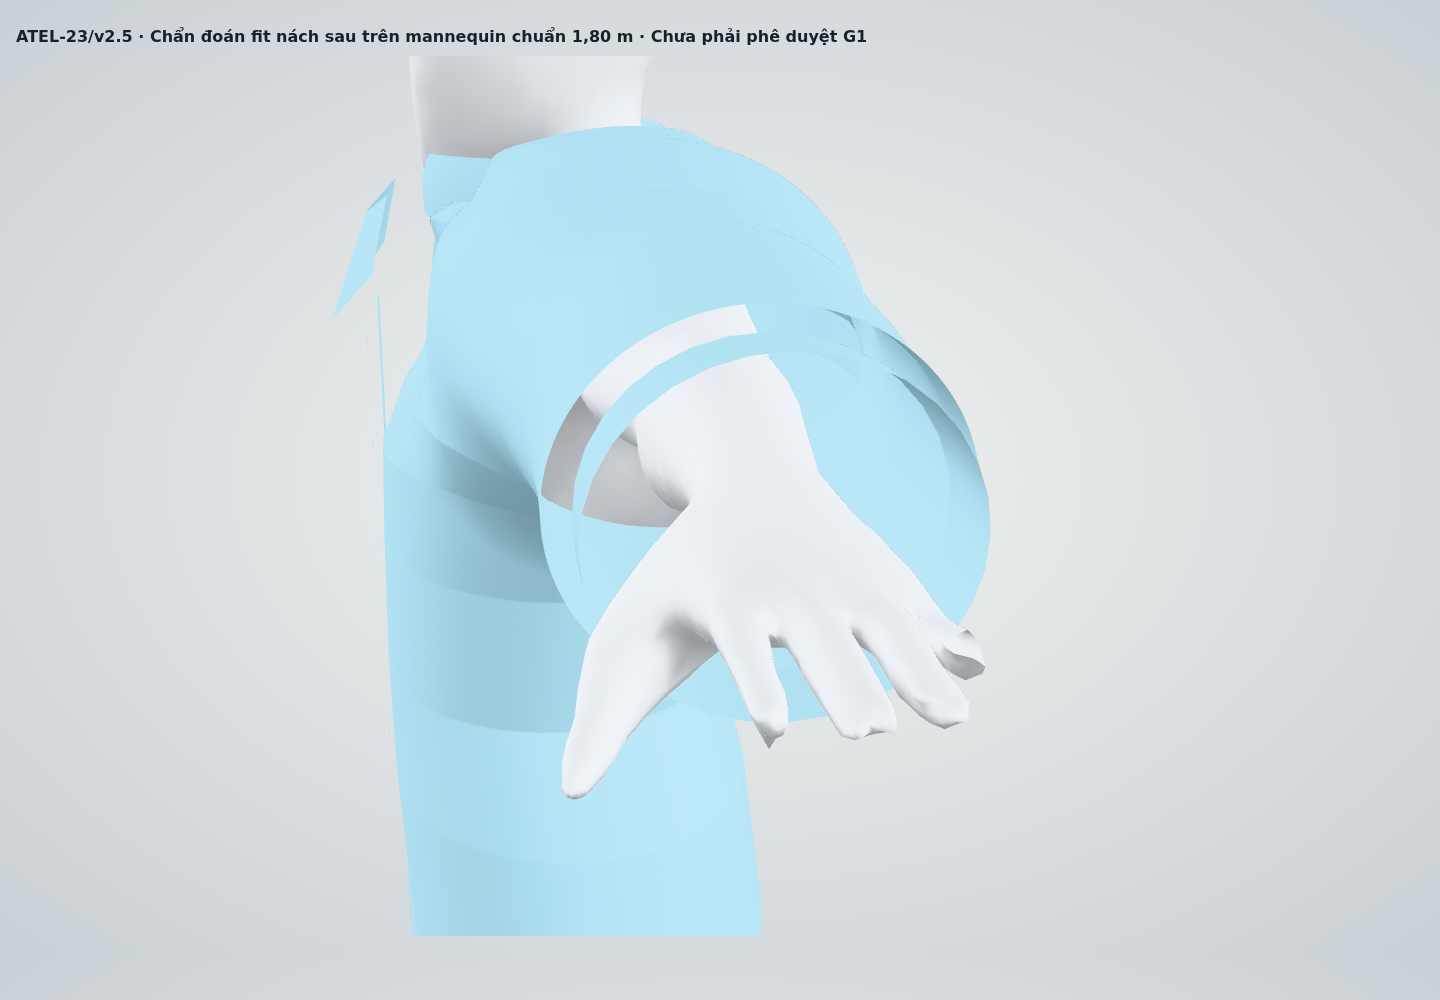 ATEL-23/v2.5 · Chẩn đoán fit nách sau trên mannequin chuẩn 1,80 m · Chưa phải phê duyệt G1